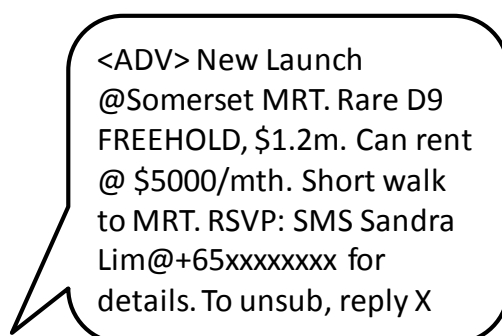 <ADV> New Launch
@Somerset MRT. Rare D9
FREEHOLD, $1.2m. Can rent
@ $5000/mth. Short walk
to MRT. RSVP: SMS Sandra
Lim@+65xxxxxxxx for
details. To unsub, reply X